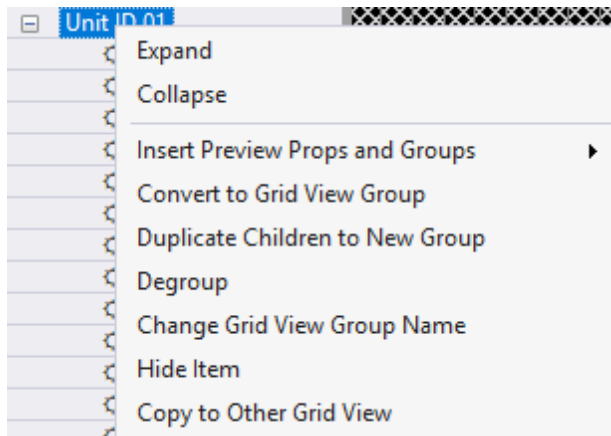 Unit ID 01
Expand
Collapse
Insert Preview Props and Groups
Convert to Grid View Group
Duplicate Children to New Group
Degroup
Change Grid View Group Name
Hide Item
Copy to Other Grid View